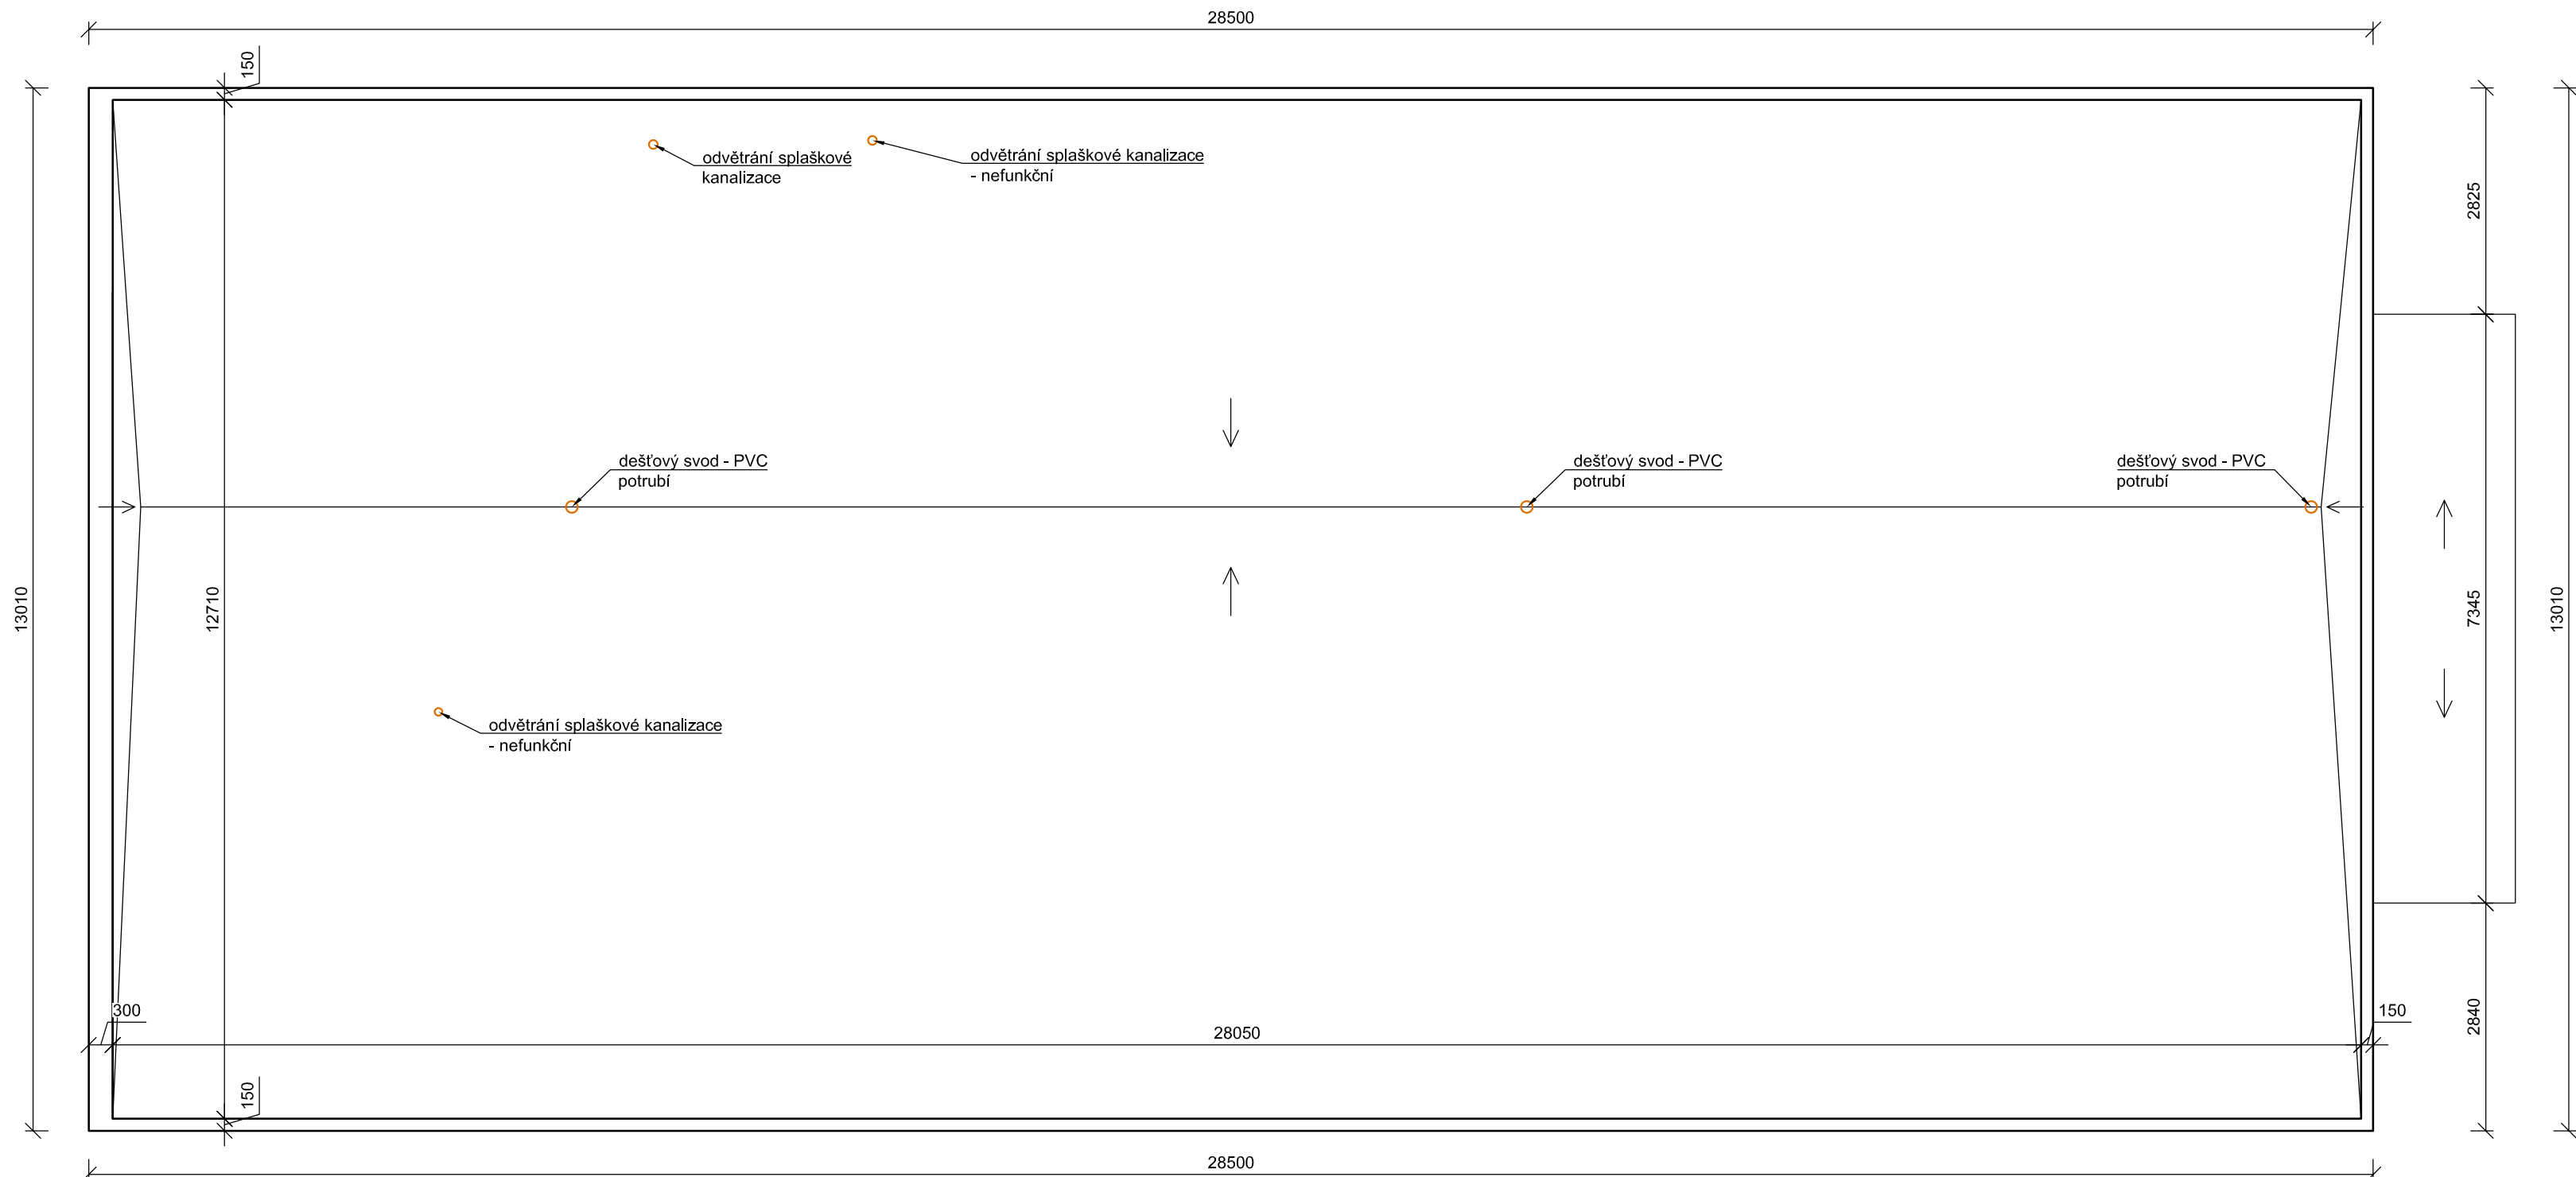 28500
150
odvětrání splaškové
kanalizace
odvětrání splaškové kanalizace
- nefunkční
2825
dešťový svod - PVC
potrubí
dešťový svod - PVC
potrubí
dešťový svod - PVC
potrubí
13010
12710
7345
13010
odvětrání splaškové kanalizace
- nefunkční
300
28050
150
2840
150
28500